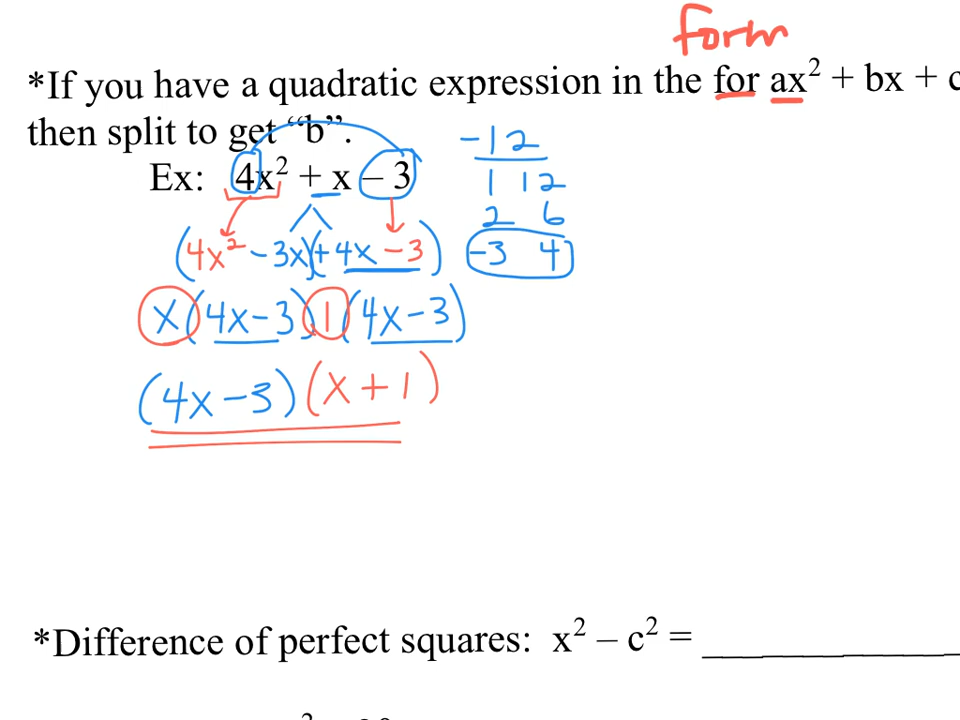 form
*If you have a quadratic expression in the for ax² + bx + c
then split to get “b”.
Ex: 4x² + x – 3
-12
1 12
2 6
-3 4
(4x² - 3x)(+ 4x - 3)
x(4x-3) 1(4x-3)
(4x-3)(x+1)
*Difference of perfect squares: x² – c² = ______________